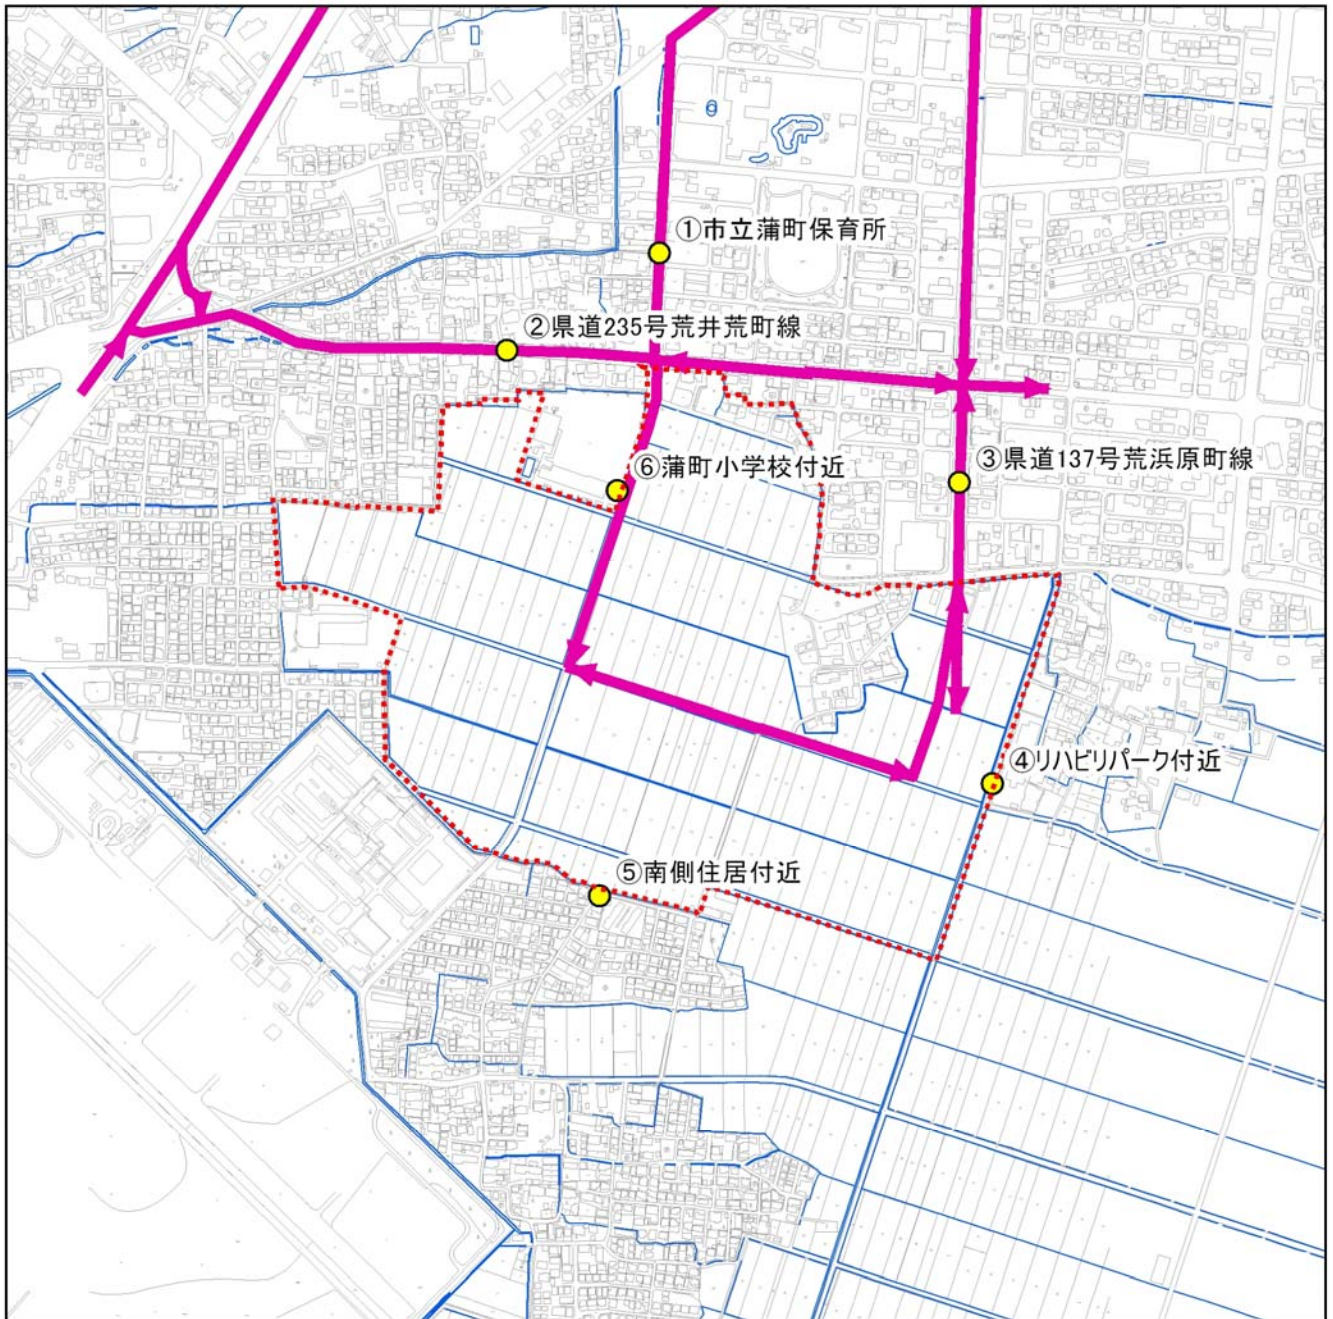 ①市立蒲町保育所
②県道235号荒井荒町線
③県道137号荒浜原町線
⑥蒲町小学校付近
④リハビリパーク付近
⑤南側住居付近